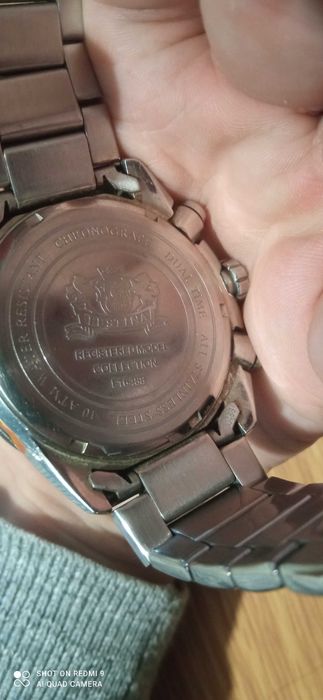 CHRONOGRAPH DUAL TIME ALL STAINLESS STEEL 10 ATM WATER RESISTANT
FESTINA
REGISTERED MODEL
COLLECTION
SHOT ON REDMI 9
AI QUAD CAMERA